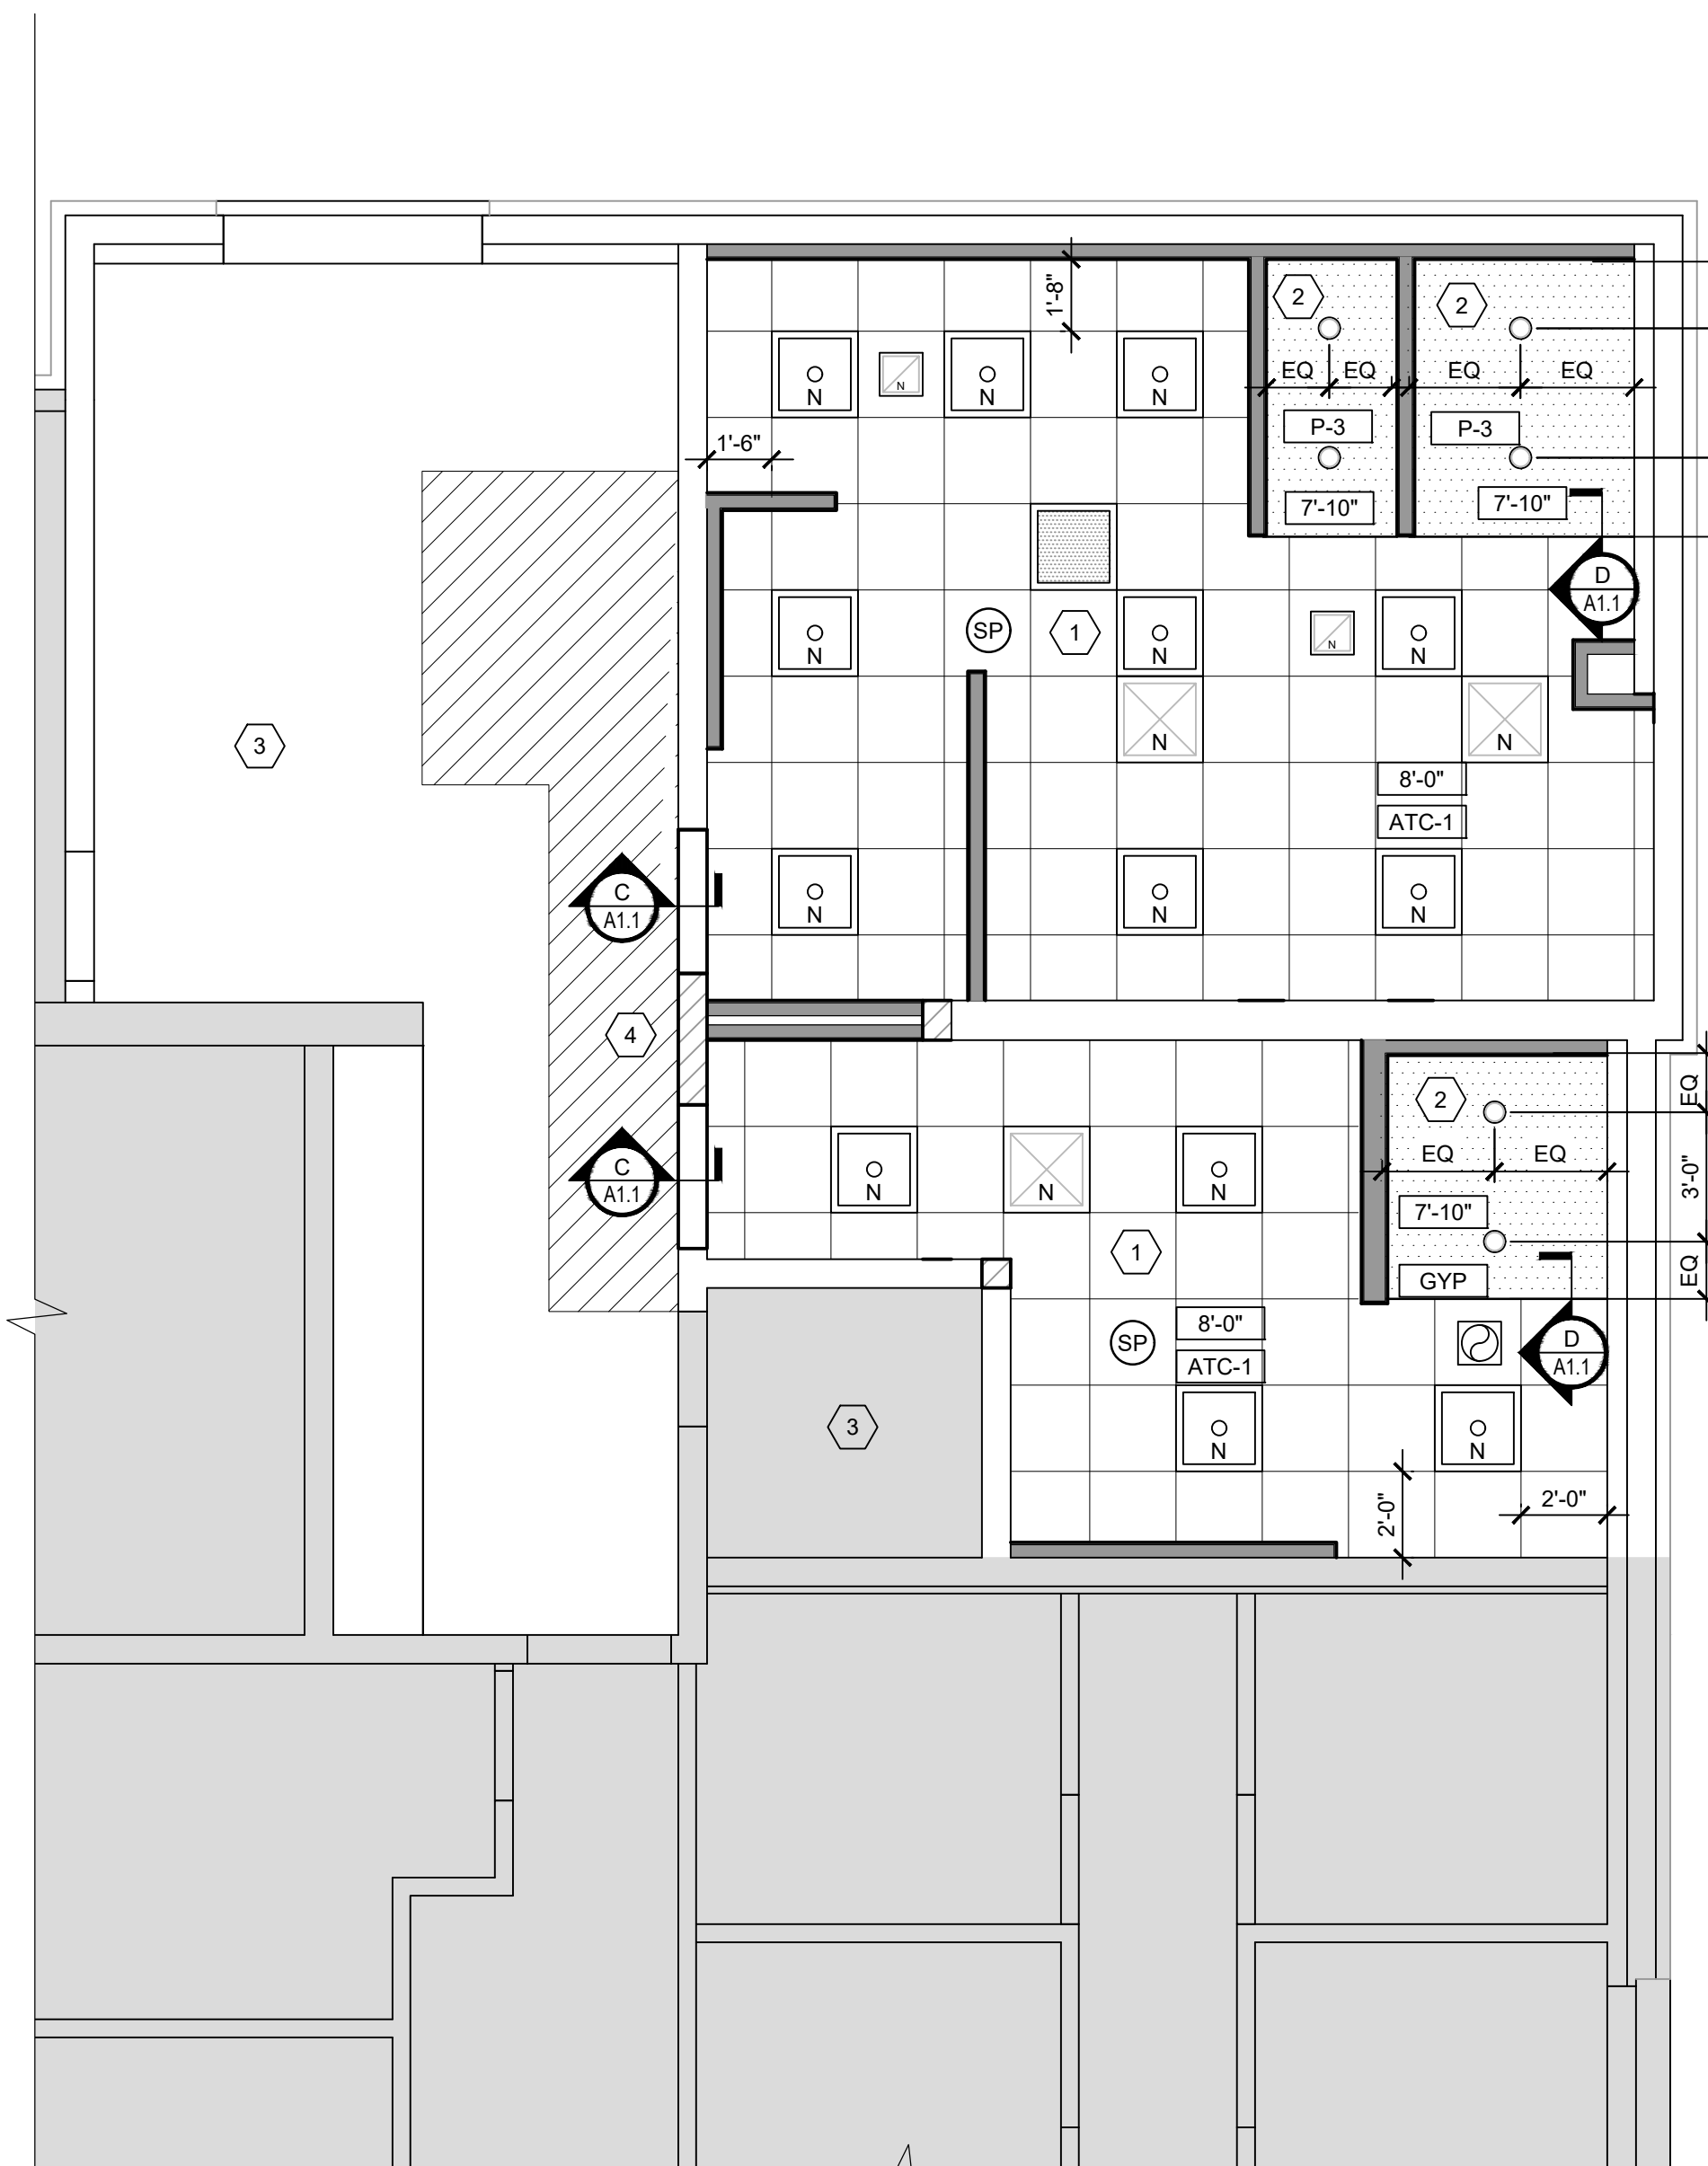 1'-8"
2
2
N
N
N
N
EQ
EQ
EQ
EQ
P-3
P-3
1'-6"
7'-10"
7'-10"
D
A1.1
SP
1
N
N
N
N
3
N
N
8'-0"
ATC-1
C
A1.1
N
N
N
4
2
EQ
C
A1.1
N
N
N
EQ
EQ
3'-0"
7'-10"
1
GYP
EQ
8'-0"
SP
ATC-1
D
A1.1
3
N
N
2'-0"
2'-0"